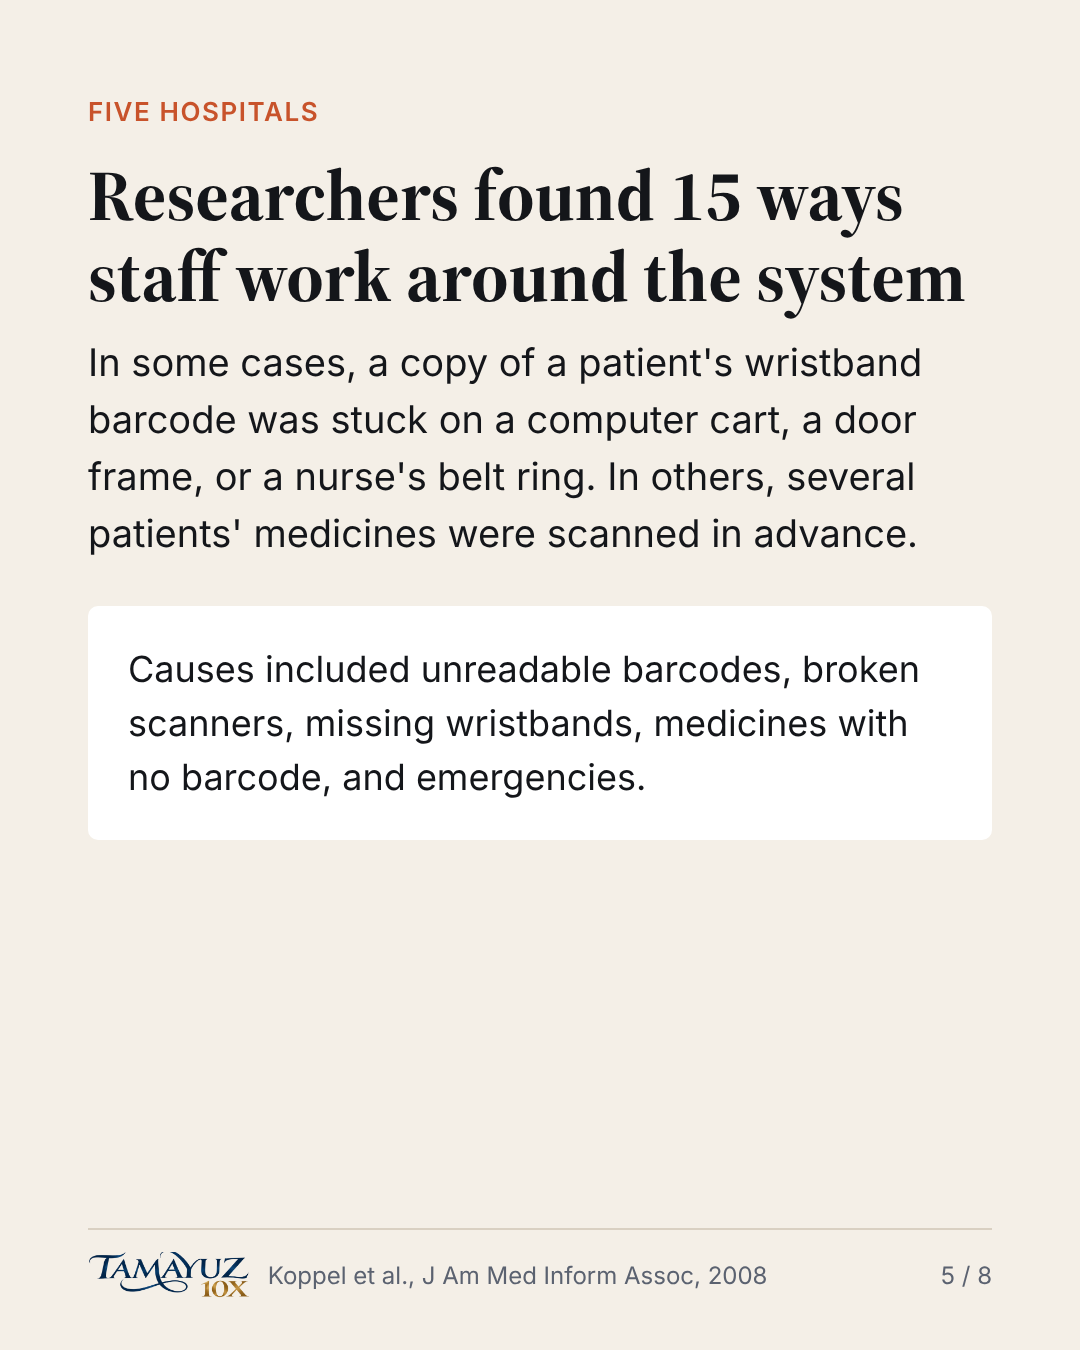 FIVE HOSPITALS
Researchers found 15 ways
staff work around the system
In some cases, a copy of a patient's wristband
barcode was stuck on a computer cart, a door
frame, or a nurse's belt ring. In others, several
patients' medicines were scanned in advance.
Causes included unreadable barcodes, broken
scanners, missing wristbands, medicines with
no barcode, and emergencies.
TAMAYUZ
10X
Koppel et al., J Am Med Inform Assoc, 2008
5 / 8